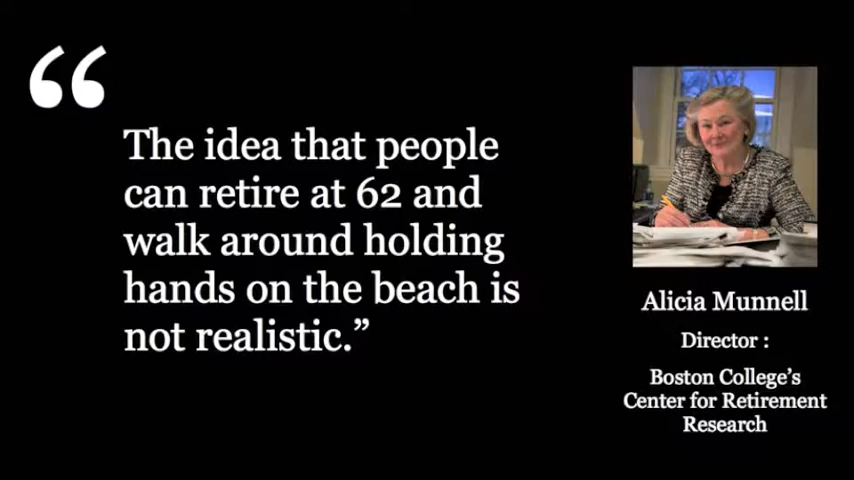 “
The idea that people
can retire at 62 and
walk around holding
hands on the beach is
not realistic.”
Alicia Munnell
Director :
Boston College’s
Center for Retirement
Research